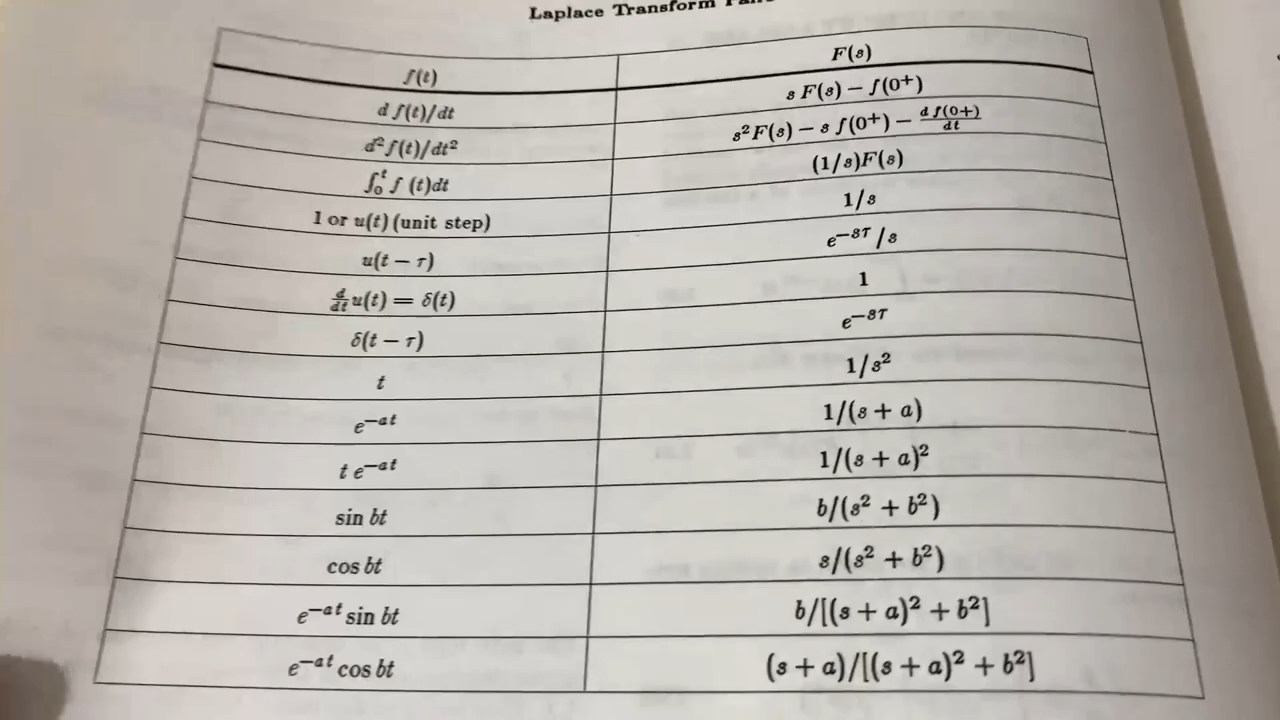 Laplace Transform
f(t) F(s)
d f(t)/dt s F(s) − f(0+)
d²f(t)/dt² s²F(s) − s f(0+) − d f(0+)/dt
∫₀ᵗ f (t)dt (1/s)F(s)
1 or u(t) (unit step) 1/s
u(t − τ) e^−sτ /s
d/dt u(t) = δ(t) 1
δ(t − τ) e^−sτ
t 1/s²
e^−at 1/(s + a)
t e^−at 1/(s + a)²
sin bt b/(s² + b²)
cos bt s/(s² + b²)
e^−at sin bt b/[(s + a)² + b²]
e^−at cos bt (s + a)/[(s + a)² + b²]